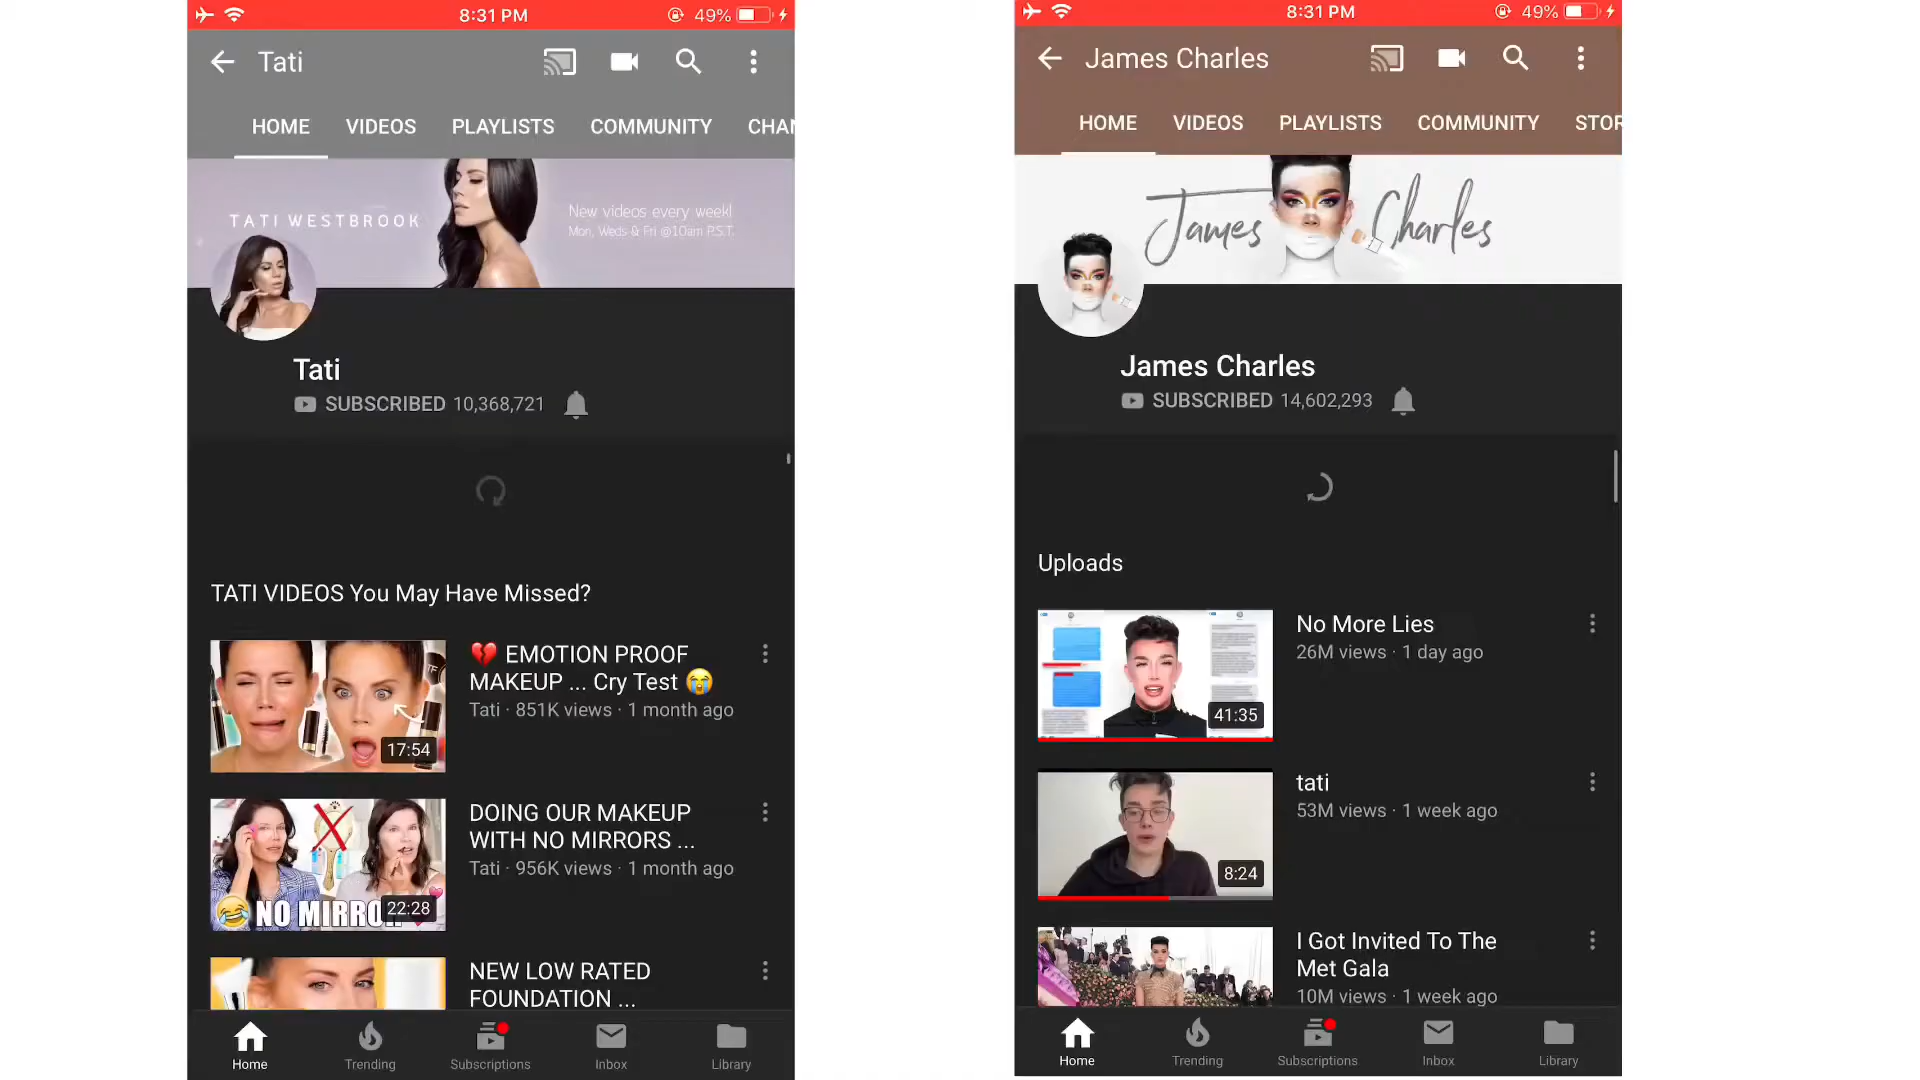 8:31 PM
49%
Tati
HOME VIDEOS PLAYLISTS COMMUNITY CHAN
TATI WESTBROOK
New videos every week!
Mon, Weds & Fri @10am P.S.T.
Tati
SUBSCRIBED 10,368,721
TATI VIDEOS You May Have Missed?
💔 EMOTION PROOF
MAKEUP ... Cry Test 😭
Tati · 851K views · 1 month ago
17:54
DOING OUR MAKEUP
WITH NO MIRRORS ...
Tati · 956K views · 1 month ago
NO MIRRO
22:28
NEW LOW RATED
FOUNDATION ...
Home Trending Subscriptions Inbox Library
8:31 PM
49%
James Charles
HOME VIDEOS PLAYLISTS COMMUNITY STOR
James Charles
James Charles
SUBSCRIBED 14,602,293
Uploads
No More Lies
26M views · 1 day ago
41:35
tati
53M views · 1 week ago
8:24
I Got Invited To The
Met Gala
10M views · 1 week ago
Home Trending Subscriptions Inbox Library